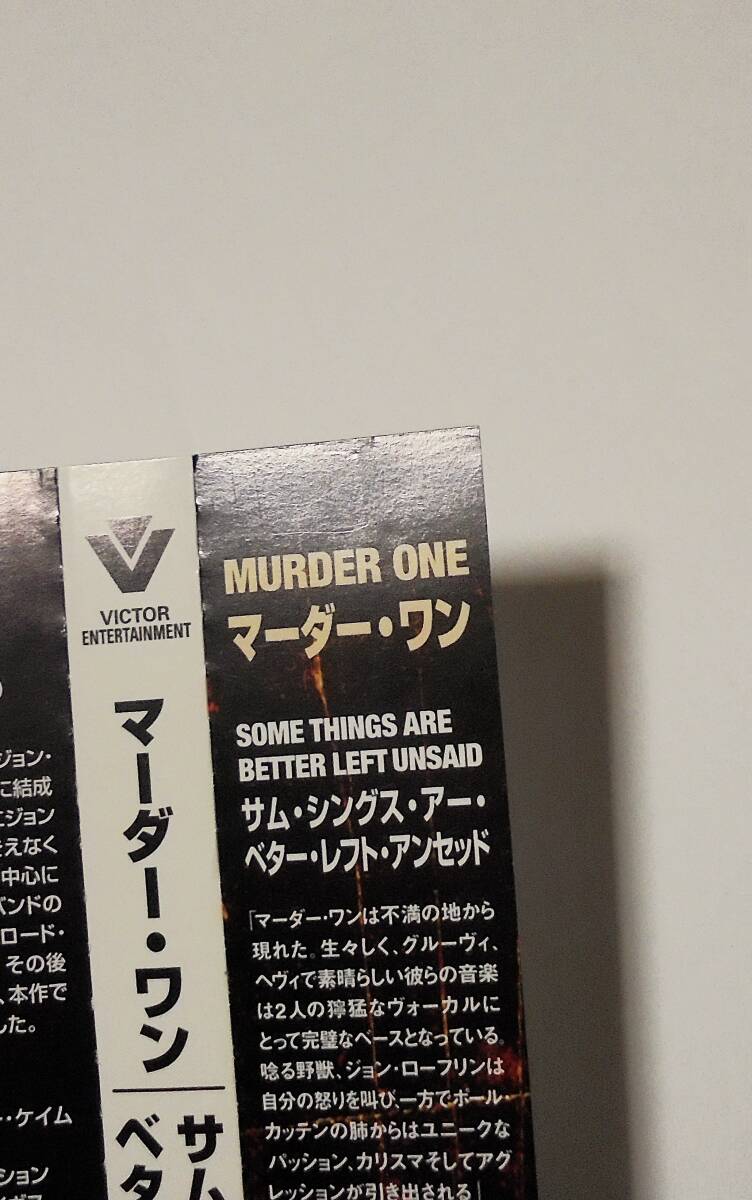 MURDER ONE
マーダー・ワン
SOME THINGS ARE
BETTER LEFT UNSAID
サム・シングス・アー・
ベター・レフト・アンセッド
「マーダー・ワンは不満の地から
現れた。生々しく、グルーヴィ、
ヘヴィで素晴らしい彼らの音楽
は2人の獰猛なヴォーカルに
とって完璧なベースとなっている。
唸る野獣、ジョン・ローフリンは
自分の怒りを叫び、一方でポール・
カッテンの肺からはユニークな
パッション、カリスマそしてアグ
レッションが引き出される」
VICTOR
ENTERTAINMENT
マーダー・ワン
サム
ベタ
ジョン・
に結成
ジョン
をえなく
中心に
バンドの
ロード・
その後
、本作で
した。
・ケイム
ション